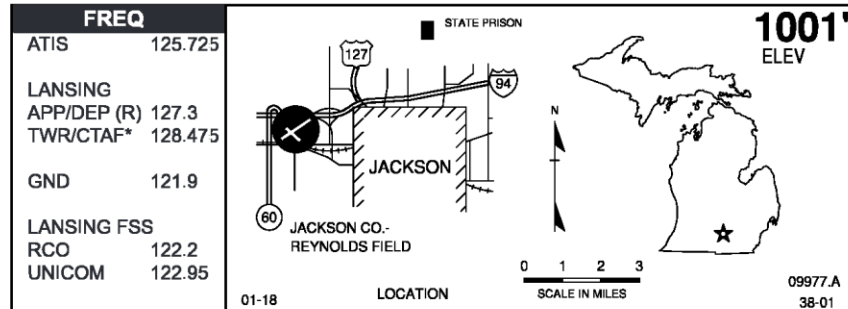 FREQ
ATIS 125.725
LANSING
APP/DEP (R) 127.3
TWR/CTAF* 128.475
GND 121.9
LANSING FSS
RCO 122.2
UNICOM 122.95
STATE PRISON
127
94
JACKSON
60
JACKSON CO.-
REYNOLDS FIELD
01-18
LOCATION
N
0 1 2 3
SCALE IN MILES
1001'
ELEV
09977.A
38-01